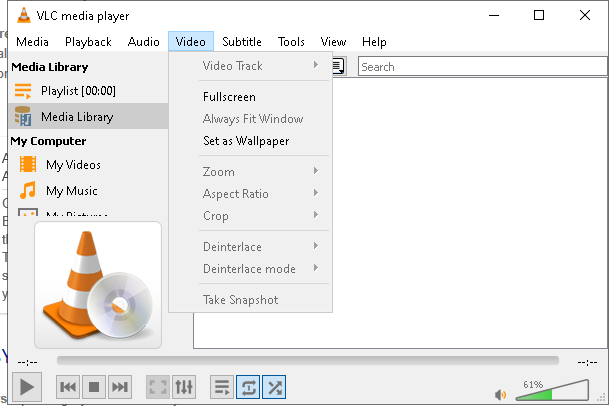 VLC media player
Media Playback Audio Video Subtitle Tools View Help
Media Library
Playlist [00:00]
Media Library
My Computer
My Videos
My Music
My Pictures
Video Track
Fullscreen
Always Fit Window
Set as Wallpaper
Zoom
Aspect Ratio
Crop
Deinterlace
Deinterlace mode
Take Snapshot
Search
--:--
--:--
61%